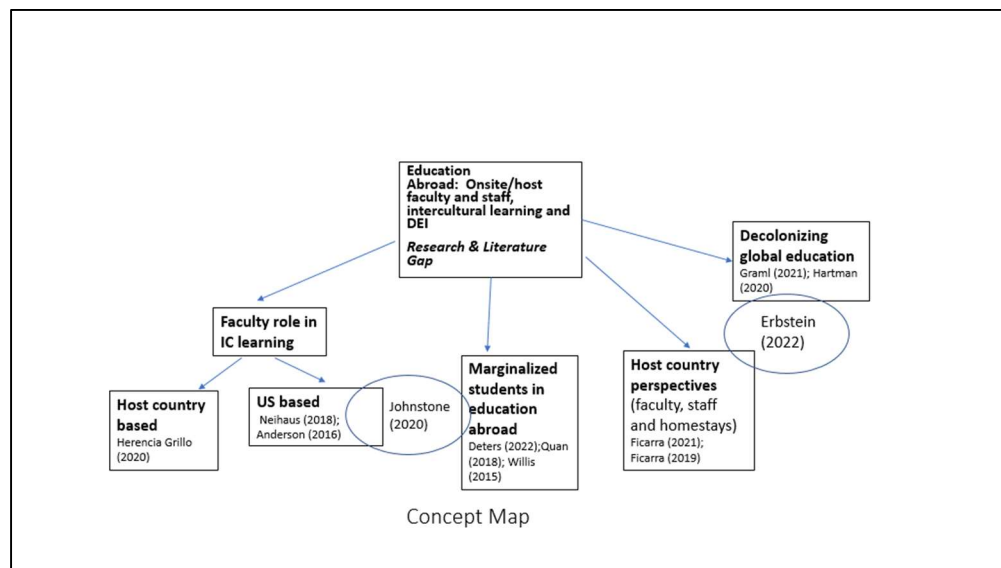 Education
Abroad: Onsite/host
faculty and staff,
intercultural learning and
DEI
Research & Literature
Gap
Decolonizing
global education
Graml (2021); Hartman
(2020)
Erbstein
(2022)
Faculty role in
IC learning
Host country
based
Herencia Grillo
(2020)
US based
Neihaus (2018);
Anderson (2016)
Johnstone
(2020)
Marginalized
students in
education
abroad
Deters (2022);Quan
(2018); Willis
(2015)
Host country
perspectives
(faculty, staff
and homestays)
Ficarra (2021);
Ficarra (2019)
Concept Map